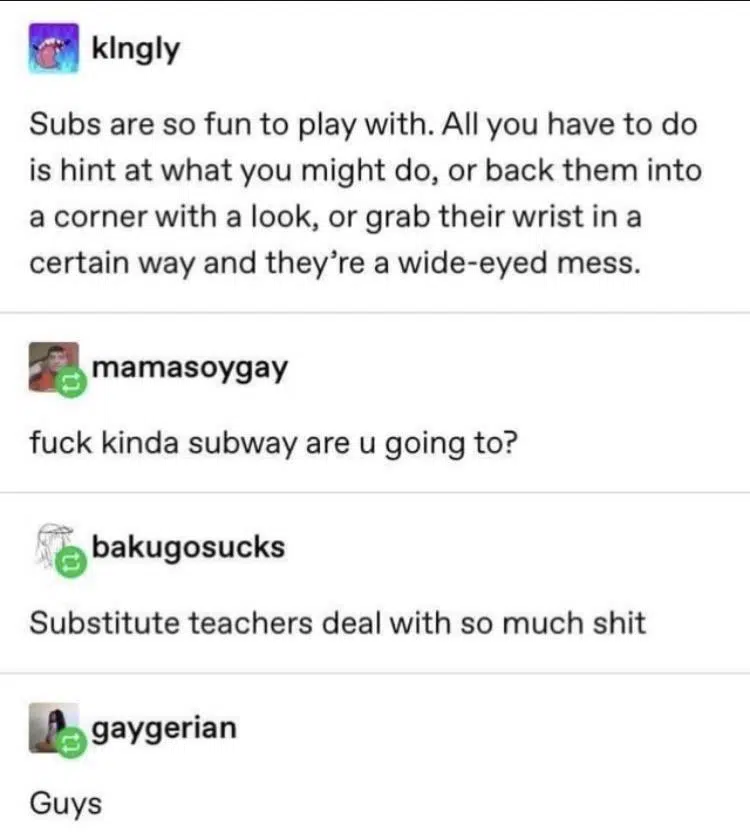 klngly
Subs are so fun to play with. All you have to do
is hint at what you might do, or back them into
a corner with a look, or grab their wrist in a
certain way and they're a wide-eyed mess.
mamasoygay
fuck kinda subway are u going to?
bakugosucks
Substitute teachers deal with so much shit
gaygerian
Guys